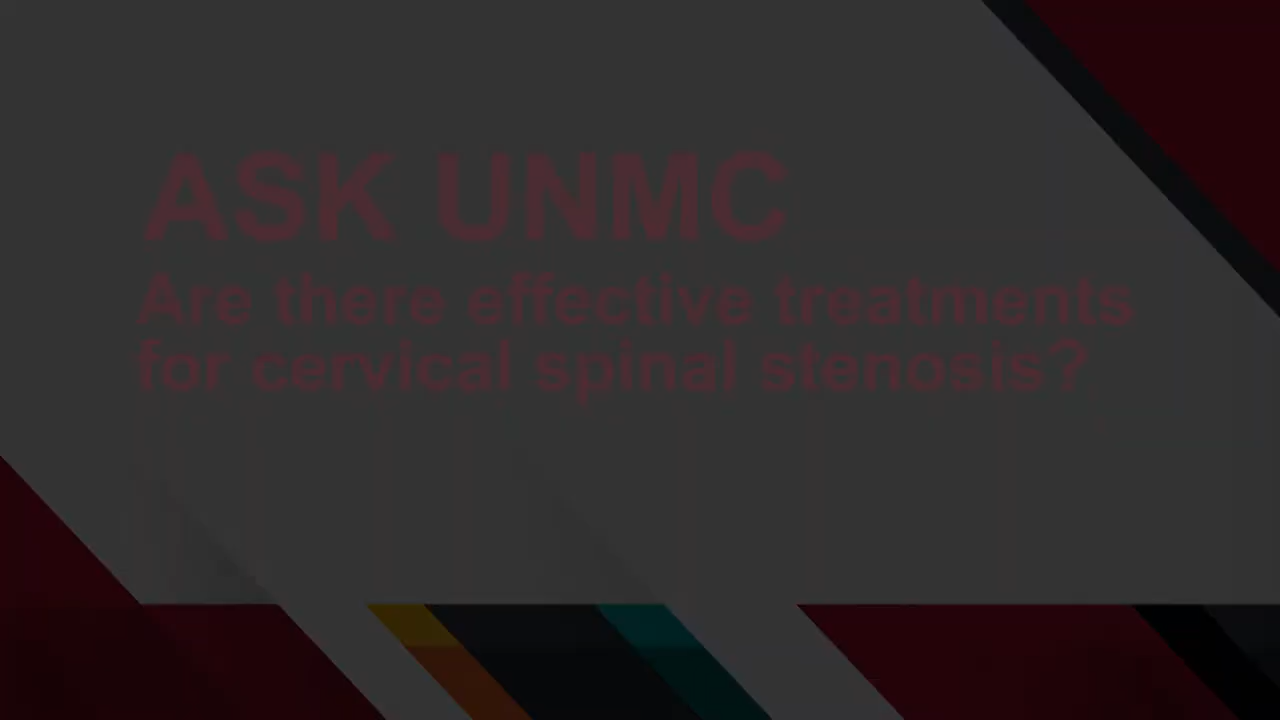 ASK UNMC
Are there effective treatments
for cervical spinal stenosis?